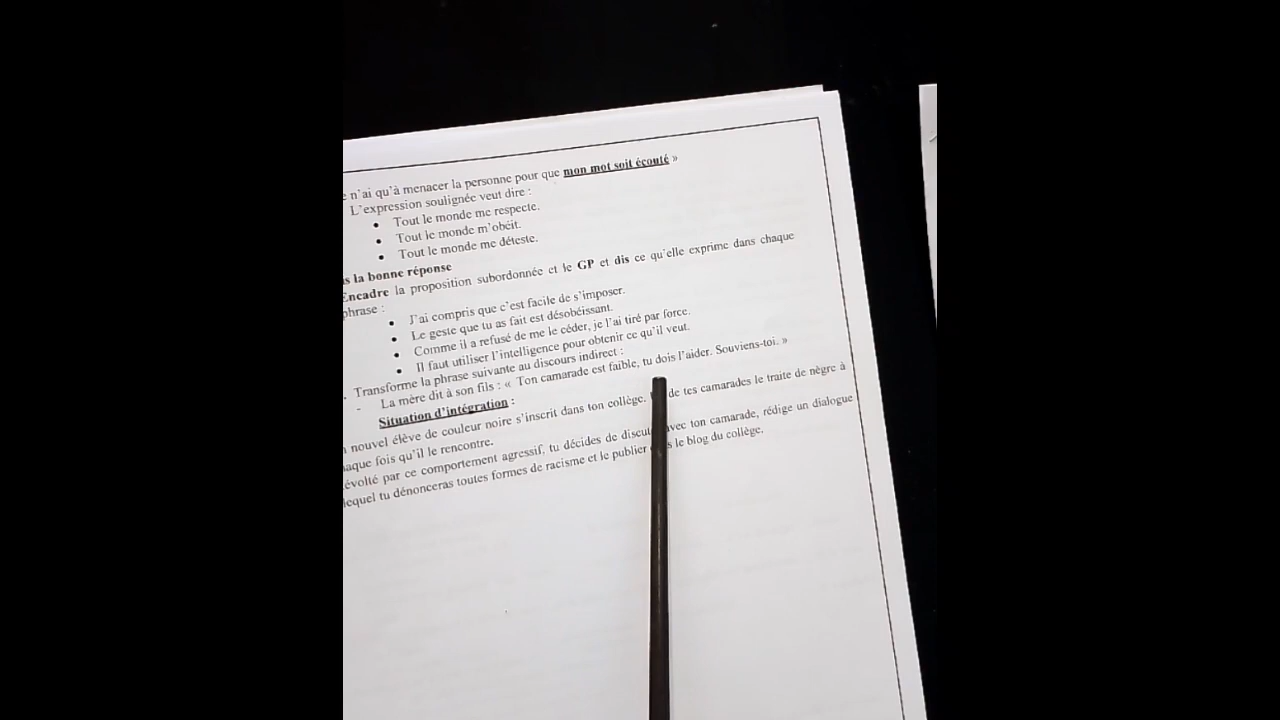 n'ai qu'à menacer la personne pour que mon mot soit écouté »
L'expression soulignée veut dire :
• Tout le monde me respecte.
• Tout le monde m'obéit.
• Tout le monde me déteste.
la bonne réponse
Encadre la proposition subordonnée et le GP et dis ce qu'elle exprime dans chaque
phrase :
• J'ai compris que c'est facile de s'imposer.
• Le geste que tu as fait est désobéissant.
• Comme il a refusé de me le céder, je l'ai tiré par force.
• Il faut utiliser l'intelligence pour obtenir ce qu'il veut.
Transforme la phrase suivante au discours indirect :
- La mère dit à son fils : « Ton camarade est faible, tu dois l'aider. Souviens-toi. »
Situation d'intégration :
nouvel élève de couleur noire s'inscrit dans ton collège. de tes camarades le traite de nègre à
fois qu'il le rencontre.
par ce comportement agressif, tu décides de avec ton camarade, rédige un dialogue
lequel tu dénonceras toutes formes de racisme et le publier le blog du collège.